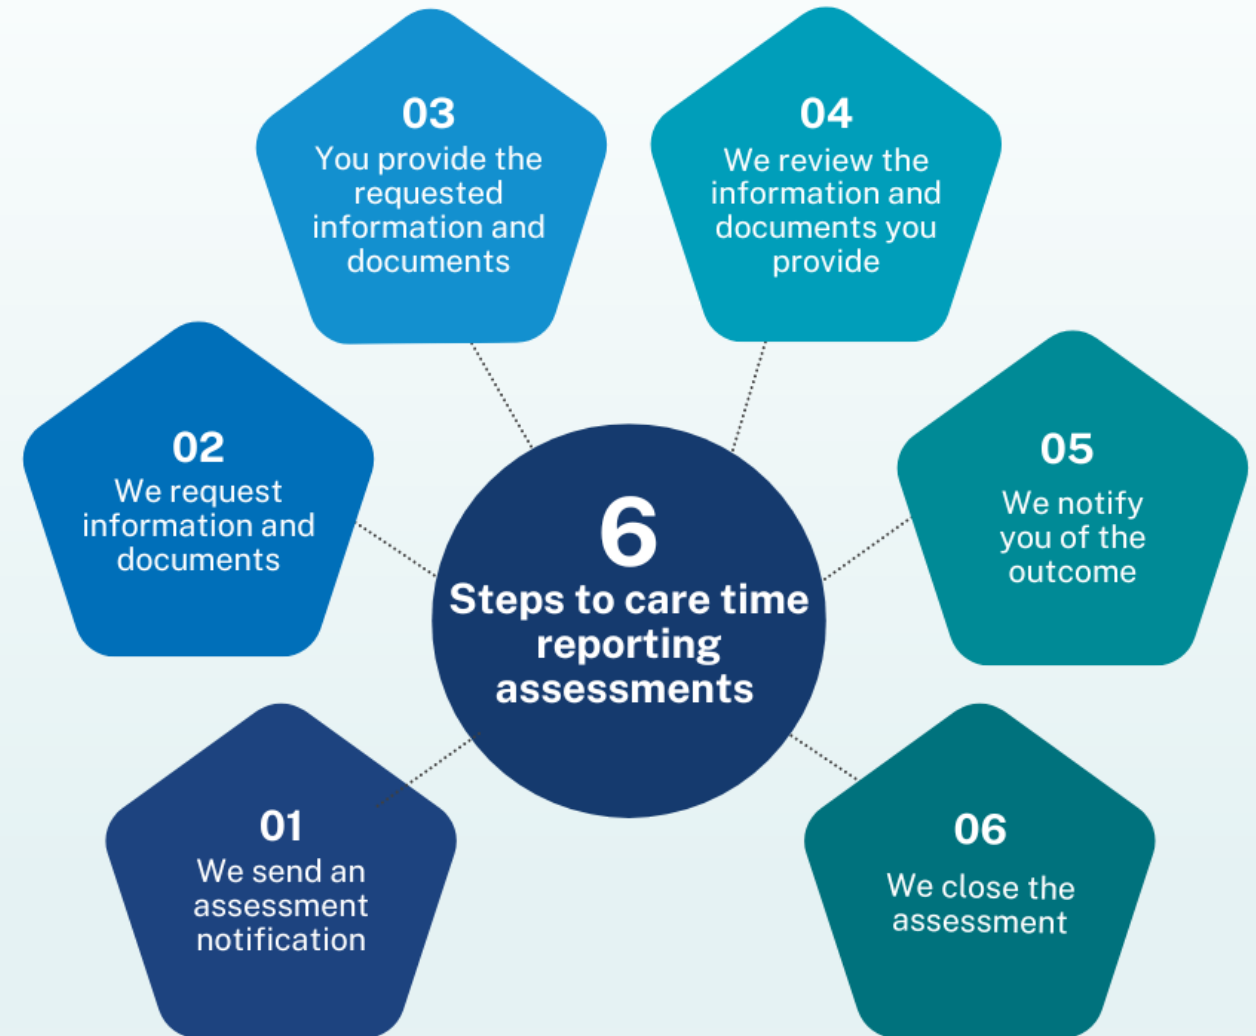 6
Steps to care time
reporting
assessments
01
We send an
assessment
notification
02
We request
information and
documents
03
You provide the
requested
information and
documents
04
We review the
information and
documents you
provide
05
We notify
you of the
outcome
06
We close the
assessment